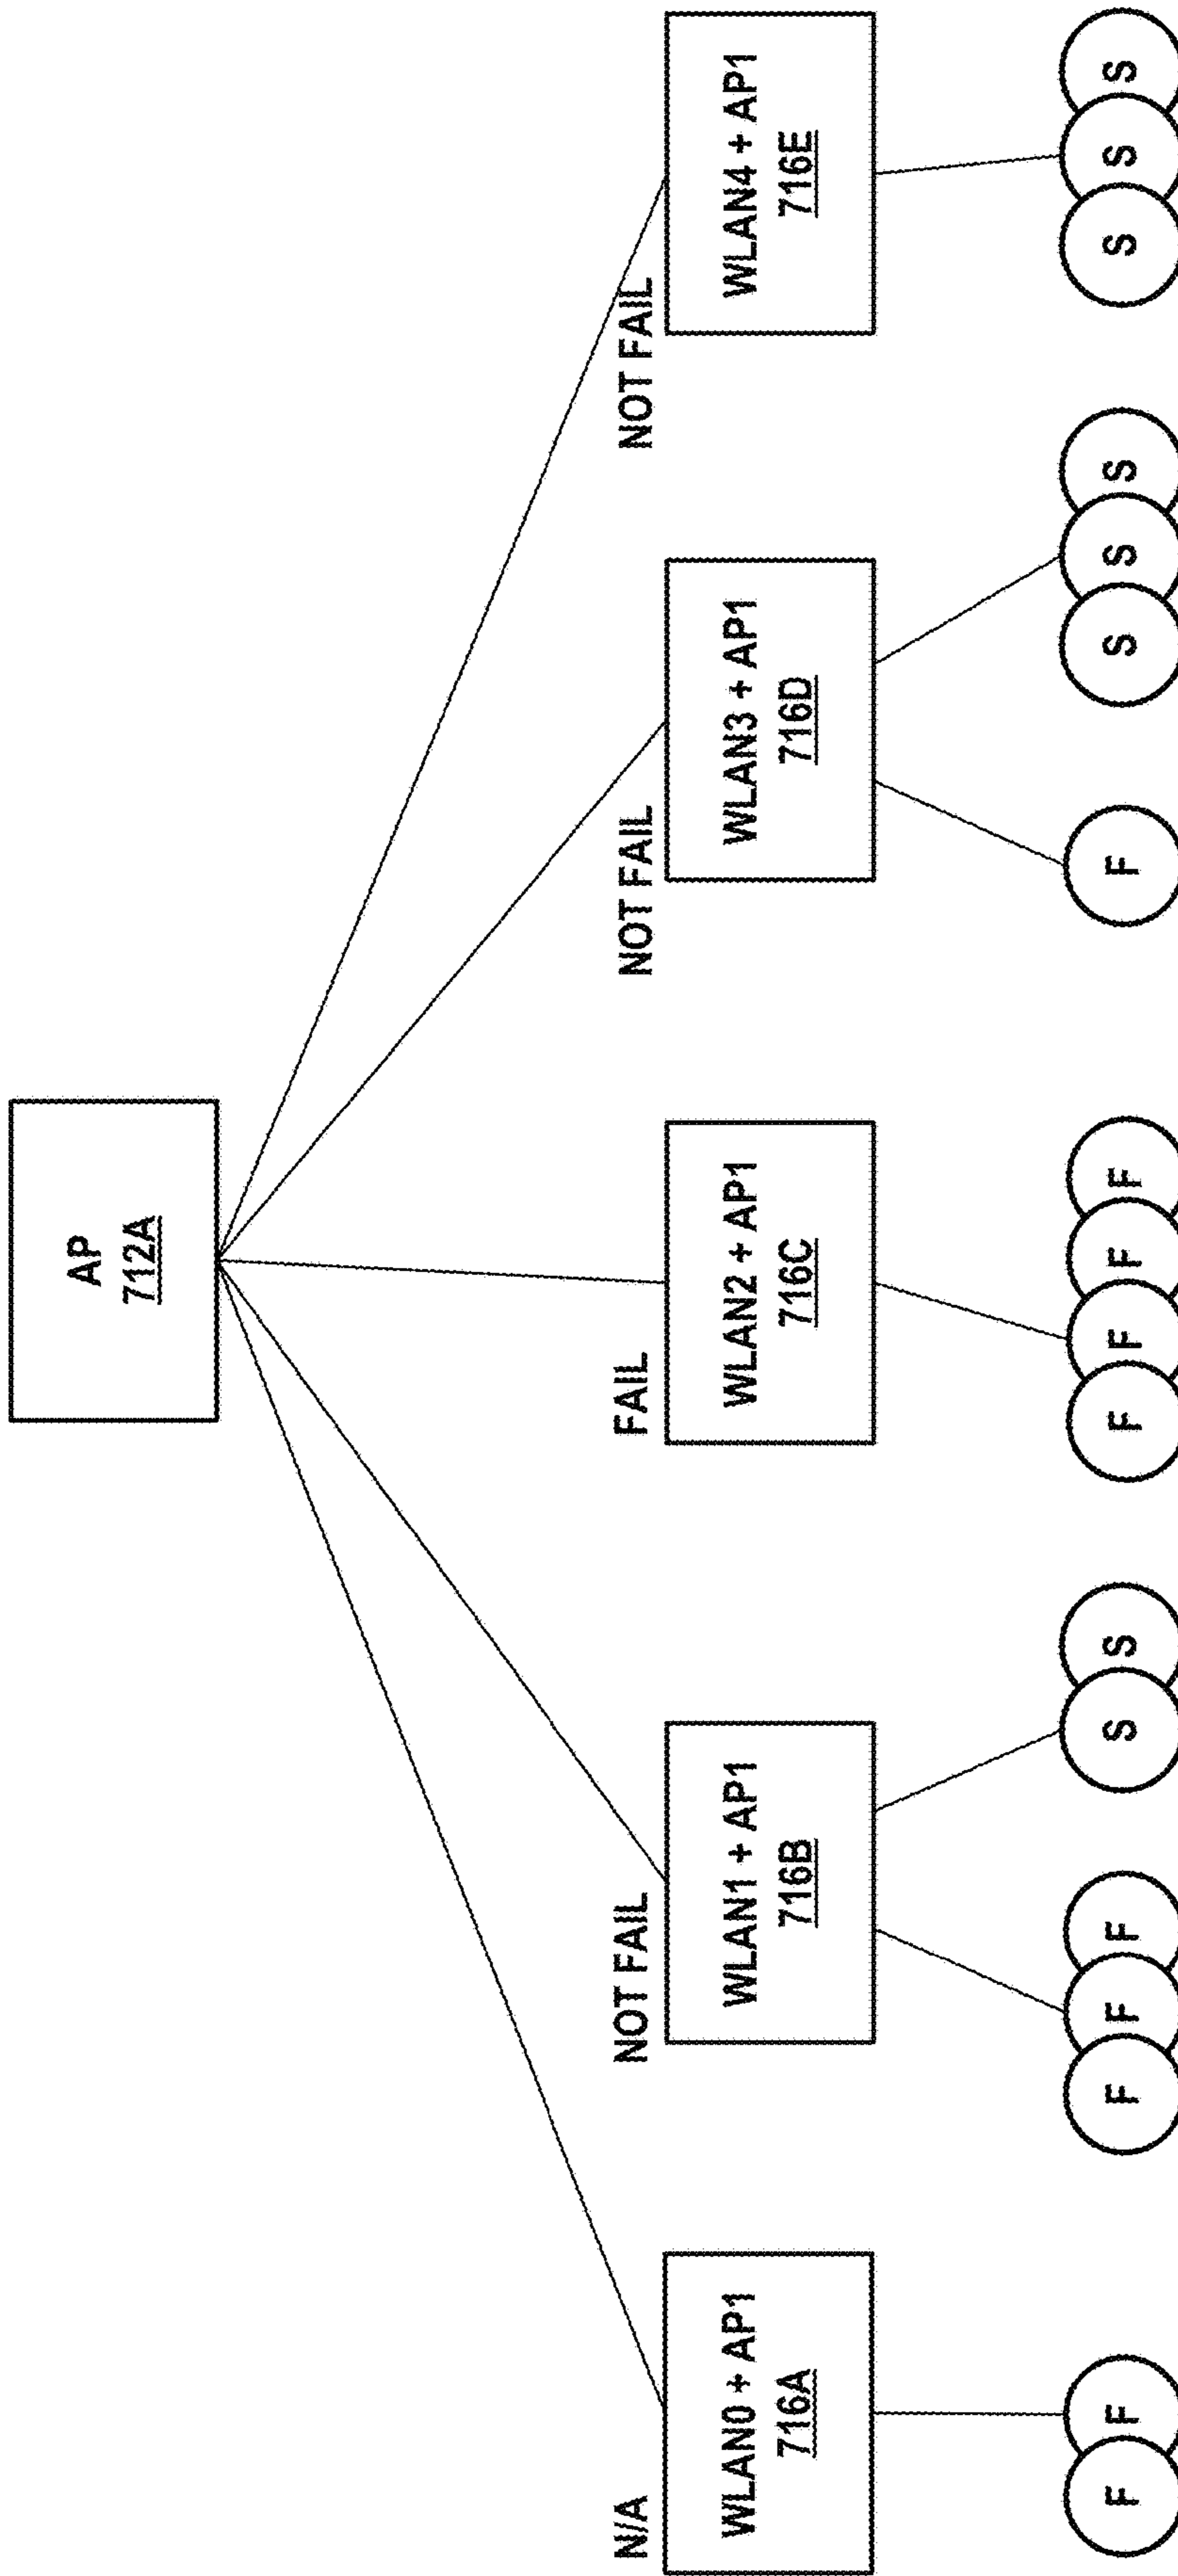 AP
712A
N/A
NOT FAIL
FAIL
NOT FAIL
NOT FAIL
WLAN0 + AP1
716A
WLAN1 + AP1
716B
WLAN2 + AP1
716C
WLAN3 + AP1
716D
WLAN4 + AP1
716E
F F
F F F
S S
F F F F
F
S S S
S S S